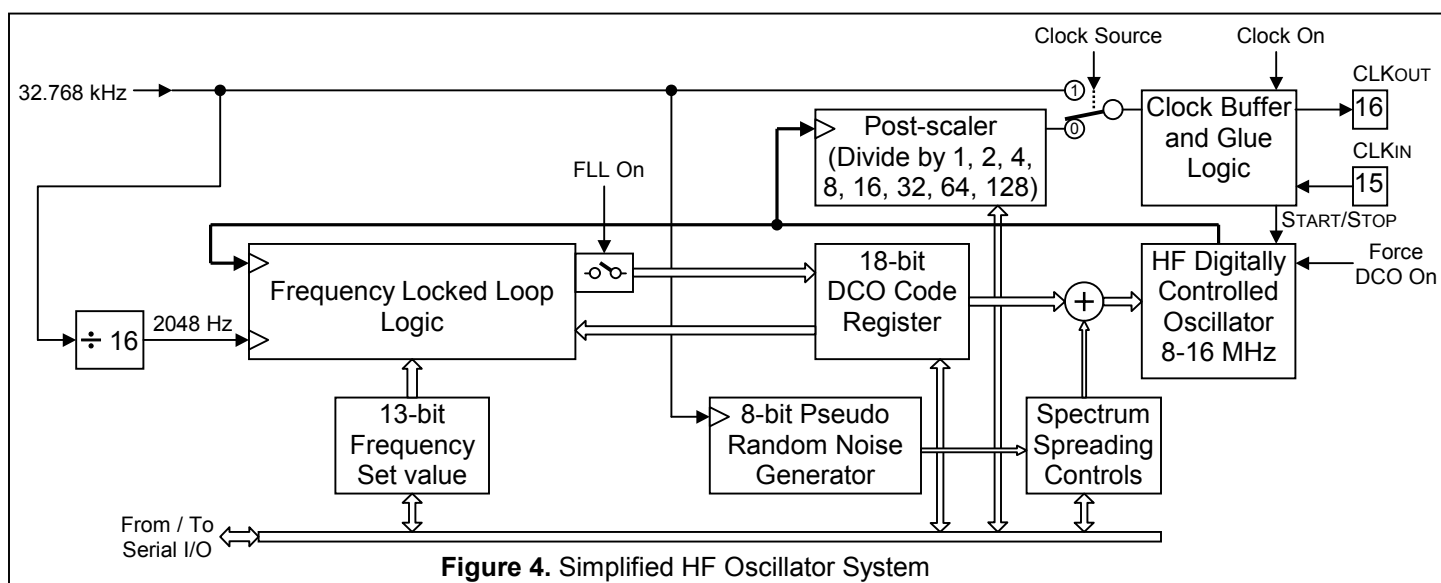 Clock Source
Clock On
32.768 kHz
1
0
Post-scaler
(Divide by 1, 2, 4,
8, 16, 32, 64, 128)
Clock Buffer
and Glue
Logic
CLKOUT
16
CLKIN
15
START/STOP
FLL On
Frequency Locked Loop
Logic
18-bit
DCO Code
Register
+
HF Digitally
Controlled
Oscillator
8-16 MHz
Force
DCO On
÷ 16
2048 Hz
13-bit
Frequency
Set value
8-bit Pseudo
Random Noise
Generator
Spectrum
Spreading
Controls
From / To
Serial I/O
Figure 4. Simplified HF Oscillator System